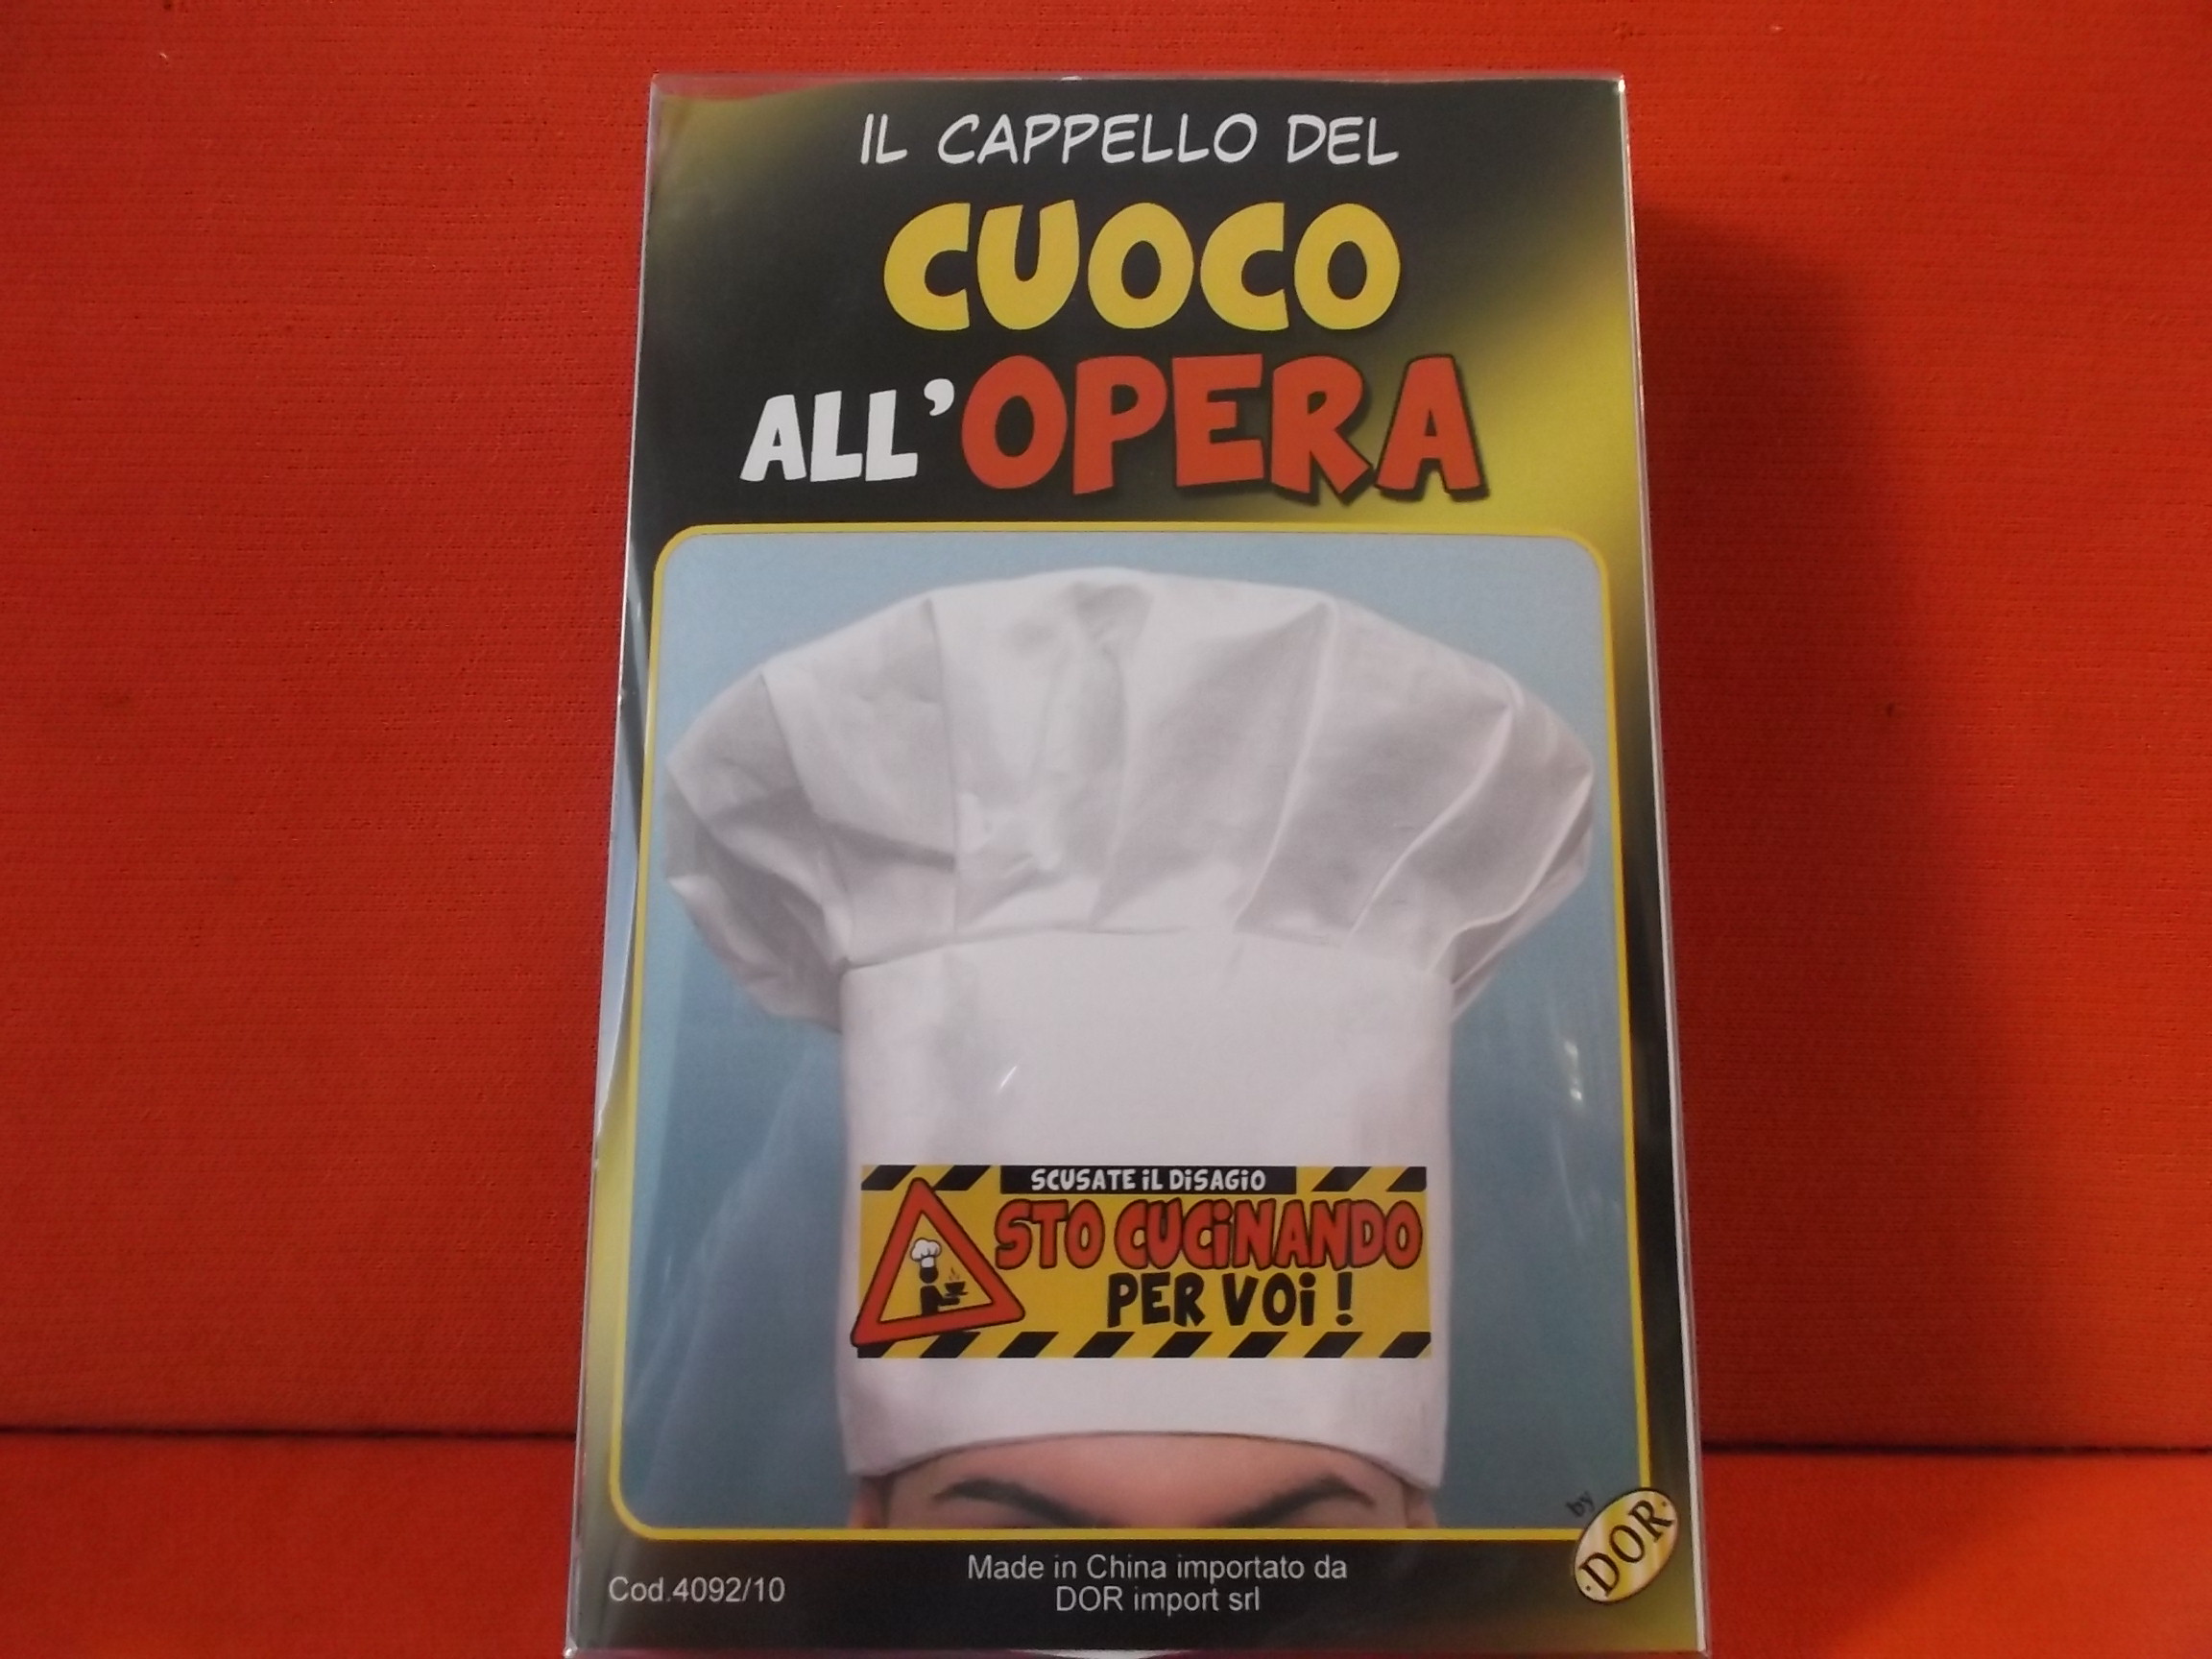 IL CAPPELLO DEL
CUOCO
ALL'OPERA
SCUSATE iL DiSAGiO
STO CUCiNANDO
PER VOi !
by
DOR
Cod.4092/10
Made in China importato da
DOR import srl